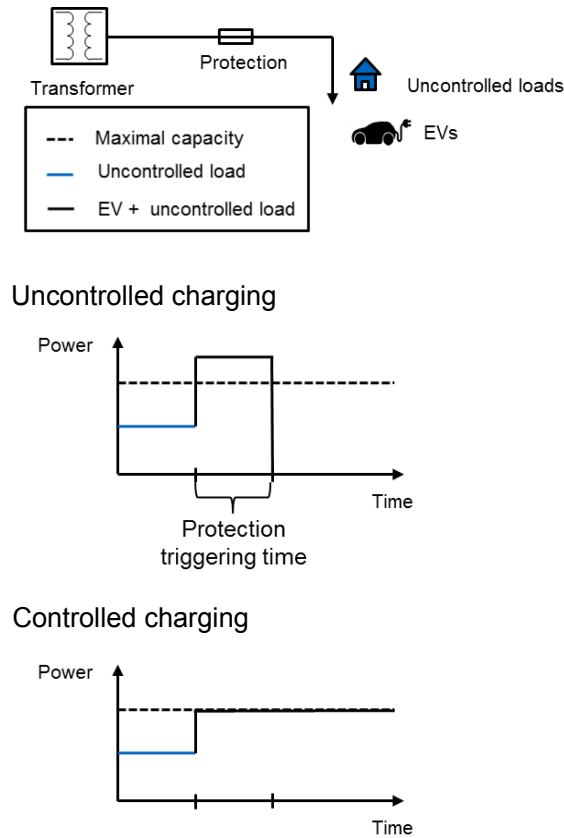 Transformer
Protection
Uncontrolled loads
EVs
Maximal capacity
Uncontrolled load
EV + uncontrolled load
Uncontrolled charging
Power
Time
Protection
triggering time
Controlled charging
Power
Time